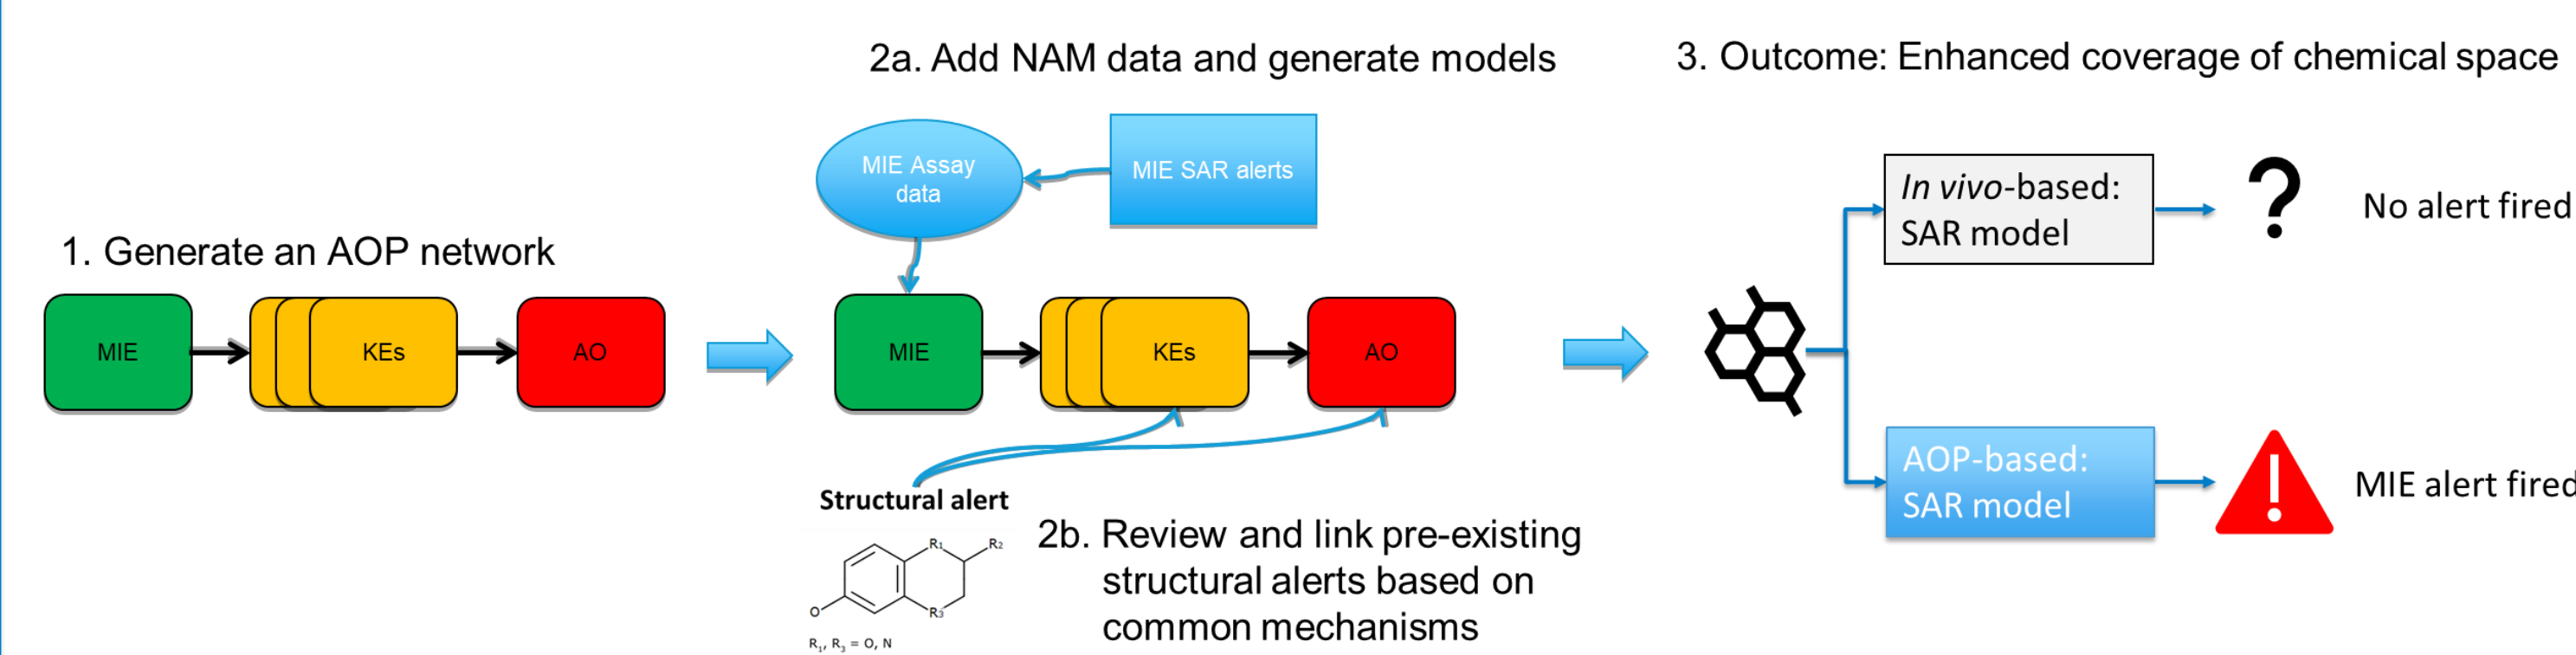 1. Generate an AOP network
MIE
KEs
AO
2a. Add NAM data and generate models
MIE Assay
data
MIE SAR alerts
MIE
KEs
AO
Structural alert
R1
R2
O
R3
R1, R3 = O, N
2b. Review and link pre-existing
structural alerts based on
common mechanisms
3. Outcome: Enhanced coverage of chemical space
In vivo-based:
SAR model
?
No alert fired
AOP-based:
SAR model
!
MIE alert fired